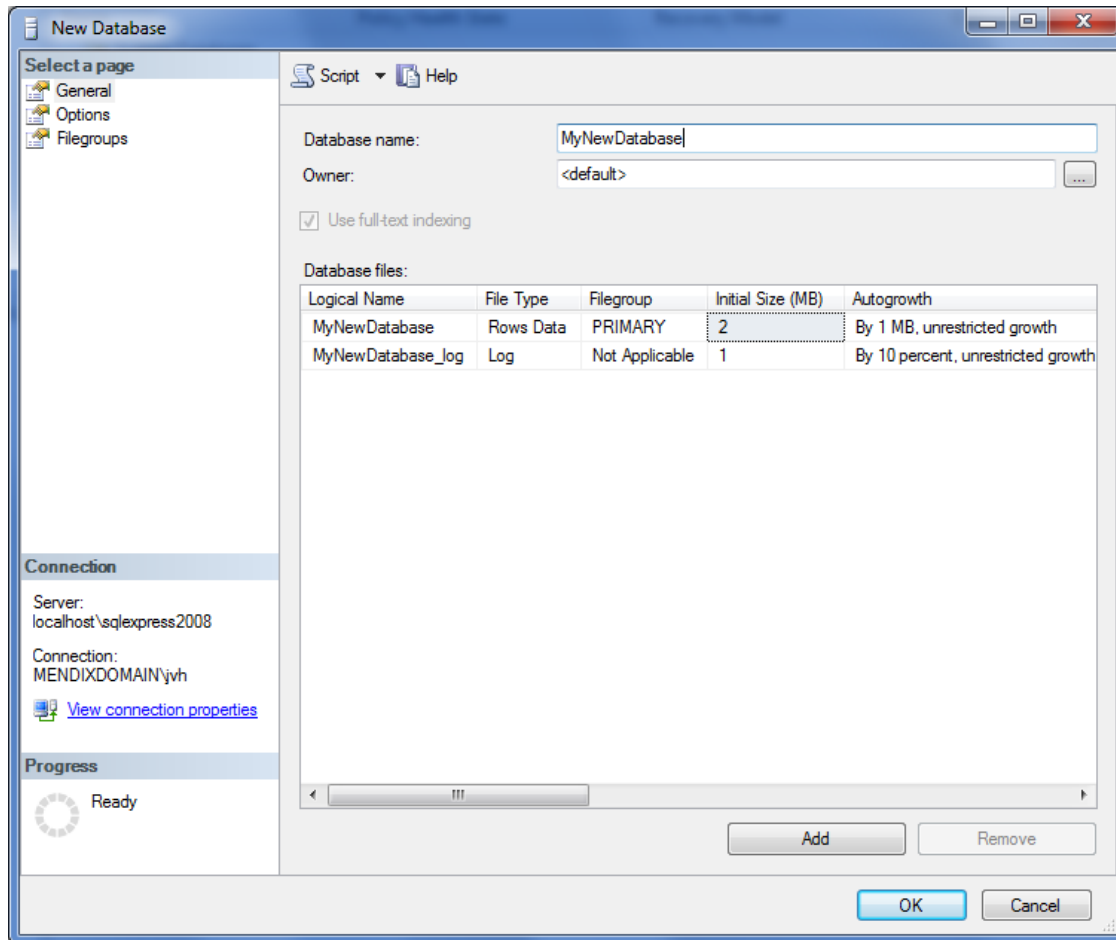 New Database
Select a page
General
Options
Filegroups
Script Help
Database name: MyNewDatabase
Owner: <default> ...
Use full-text indexing
Database files:
Logical Name File Type Filegroup Initial Size (MB) Autogrowth
MyNewDatabase Rows Data PRIMARY 2 By 1 MB, unrestricted growth
MyNewDatabase_log Log Not Applicable 1 By 10 percent, unrestricted growth
Connection
Server:
localhost\sqlexpress2008
Connection:
MENDIXDOMAIN\jvh
View connection properties
Progress
Ready
Add Remove
OK Cancel